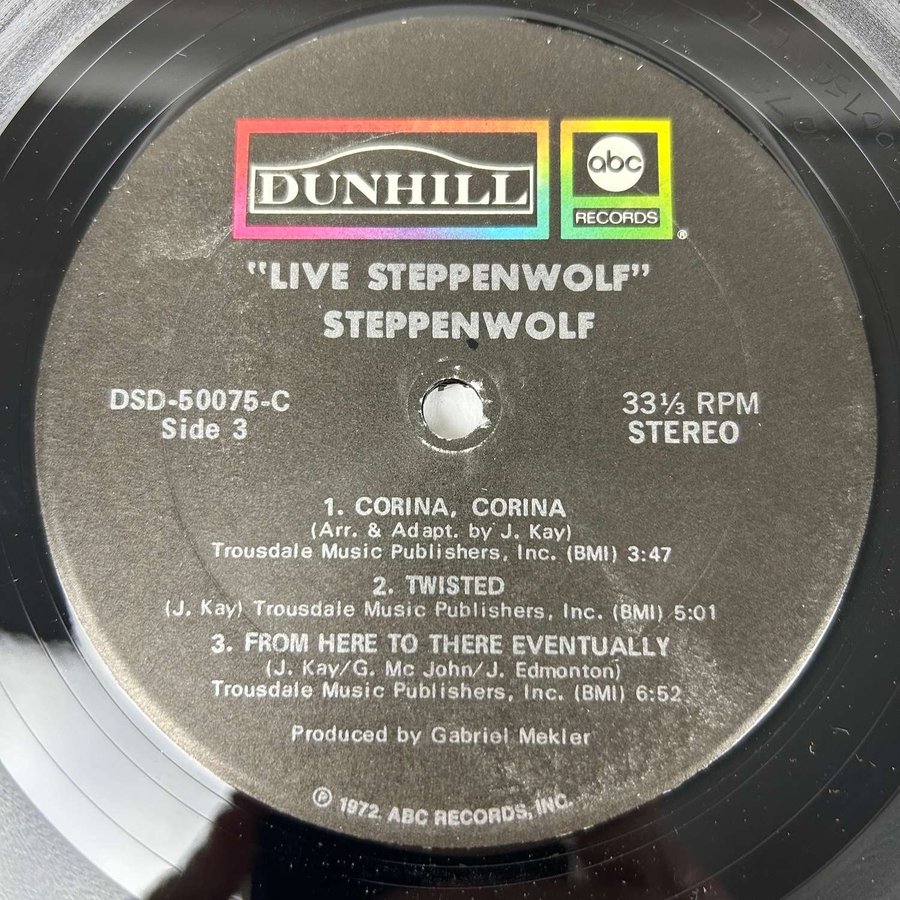 DUNHILL
abc
RECORDS
®
"LIVE STEPPENWOLF"
STEPPENWOLF
DSD-50075-C
Side 3
33⅓ RPM
STEREO
1. CORINA, CORINA
(Arr. & Adapt. by J. Kay)
Trousdale Music Publishers, Inc. (BMI) 3:47
2. TWISTED
(J. Kay) Trousdale Music Publishers, Inc. (BMI) 5:01
3. FROM HERE TO THERE EVENTUALLY
(J. Kay/G. Mc John/J. Edmonton)
Trousdale Music Publishers, Inc. (BMI) 6:52
Produced by Gabriel Mekler
℗ 1972, ABC RECORDS, INC.